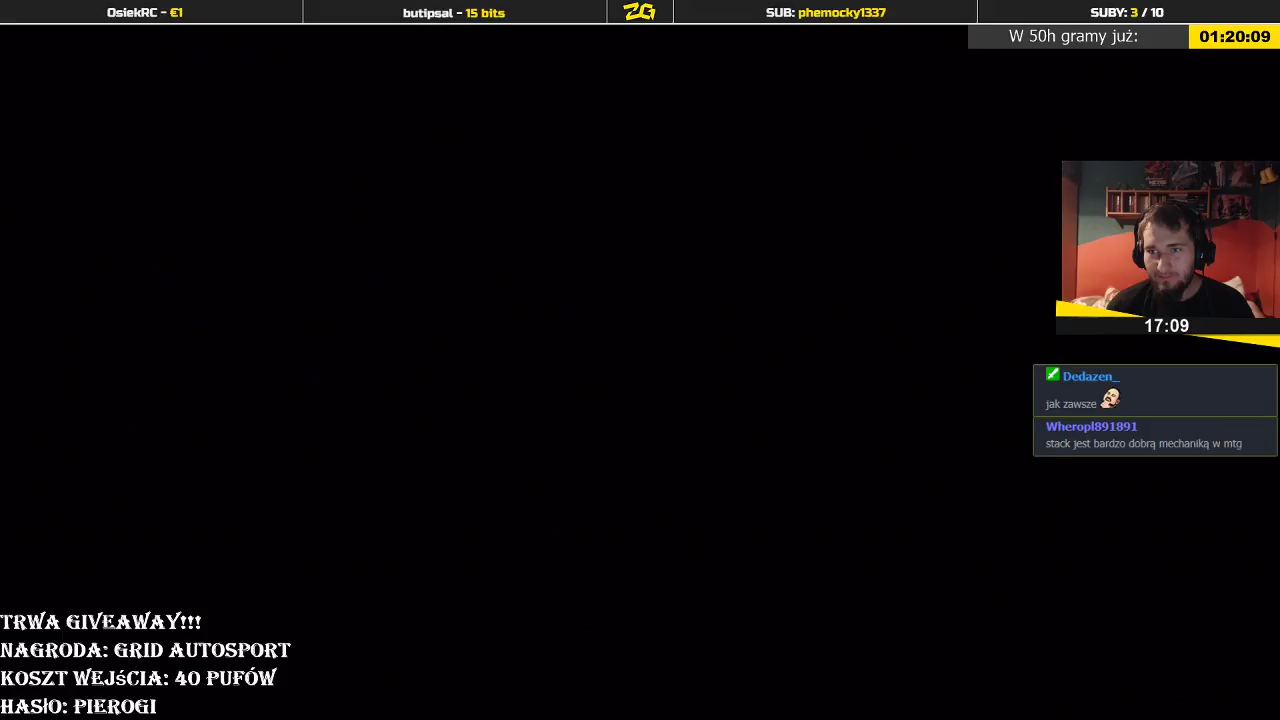 OsiekRC - €1
butipsal - 15 bits
ZG
SUB: phemocky1337
SUBY: 3 / 10
W 50h gramy już:
01:20:09
17:09
Dedazen_
jak zawsze
Wheropl891891
stack jest bardzo dobrą mechaniką w mtg
TRWA GIVEAWAY!!!
NAGRODA: GRID AUTOSPORT
KOSZT WEJŚCIA: 40 PUFÓW
HASŁO: PIEROGI